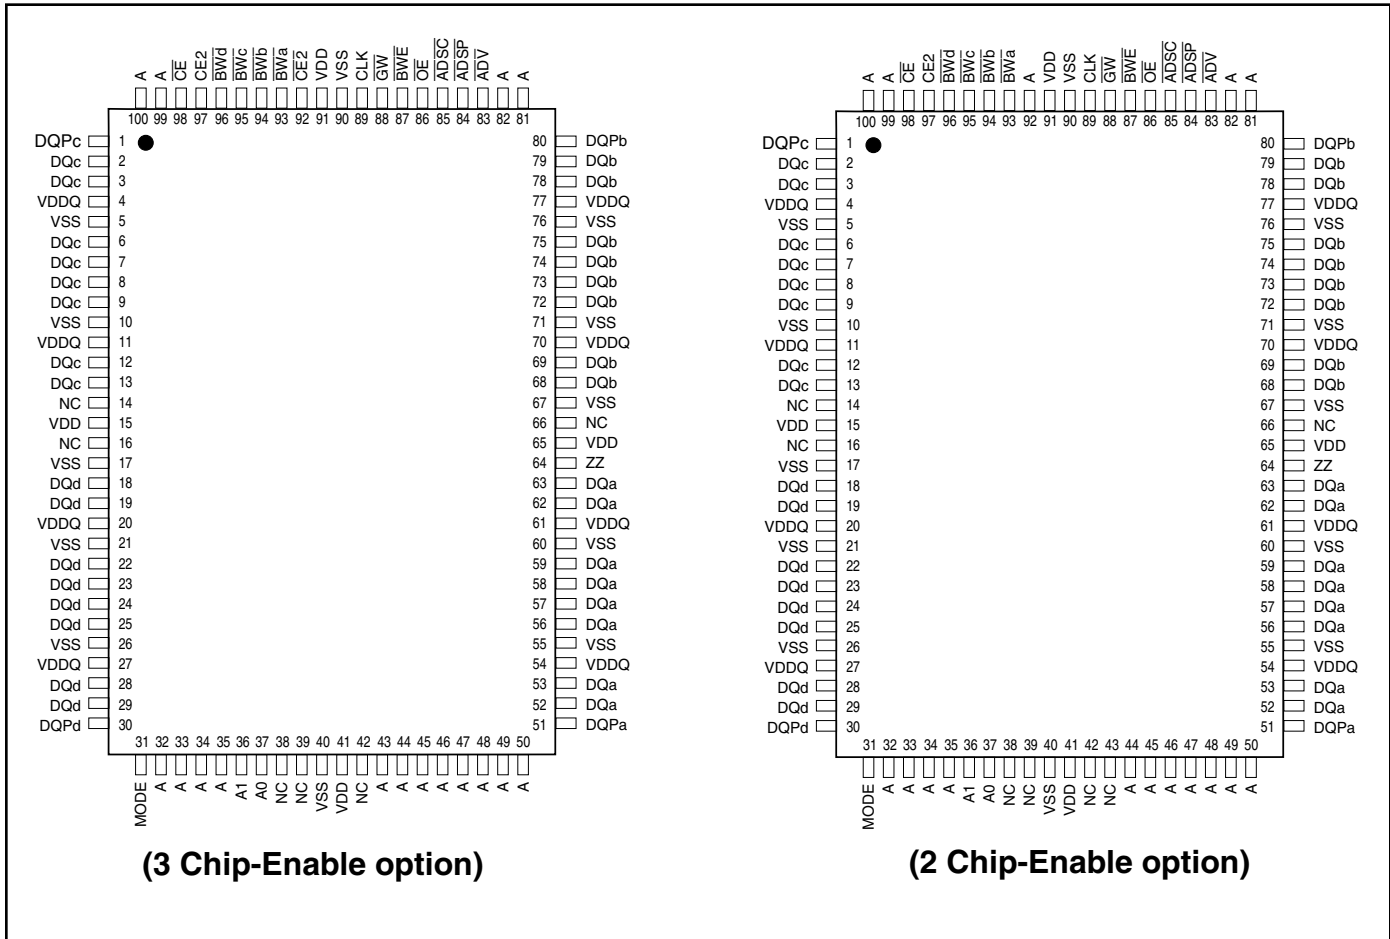 A A CE CE2 BWd BWc BWb BWa CE2 VDD VSS CLK GW BWE OE ADSC ADSP ADV A A
100 99 98 97 96 95 94 93 92 91 90 89 88 87 86 85 84 83 82 81
DQPc 1 80 DQPb
DQc 2 79 DQb
DQc 3 78 DQb
VDDQ 4 77 VDDQ
VSS 5 76 VSS
DQc 6 75 DQb
DQc 7 74 DQb
DQc 8 73 DQb
DQc 9 72 DQb
VSS 10 71 VSS
VDDQ 11 70 VDDQ
DQc 12 69 DQb
DQc 13 68 DQb
NC 14 67 VSS
VDD 15 66 NC
NC 16 65 VDD
VSS 17 64 ZZ
DQd 18 63 DQa
DQd 19 62 DQa
VDDQ 20 61 VDDQ
VSS 21 60 VSS
DQd 22 59 DQa
DQd 23 58 DQa
DQd 24 57 DQa
DQd 25 56 DQa
VSS 26 55 VSS
VDDQ 27 54 VDDQ
DQd 28 53 DQa
DQd 29 52 DQa
DQPd 30 51 DQPa
31 32 33 34 35 36 37 38 39 40 41 42 43 44 45 46 47 48 49 50
MODE A A A A A1 A0 NC NC VSS VDD NC A A A A A A A A
(3 Chip-Enable option)
A A CE CE2 BWd BWc BWb BWa A VDD VSS CLK GW BWE OE ADSC ADSP ADV A A
100 99 98 97 96 95 94 93 92 91 90 89 88 87 86 85 84 83 82 81
DQPc 1 80 DQPb
DQc 2 79 DQb
DQc 3 78 DQb
VDDQ 4 77 VDDQ
VSS 5 76 VSS
DQc 6 75 DQb
DQc 7 74 DQb
DQc 8 73 DQb
DQc 9 72 DQb
VSS 10 71 VSS
VDDQ 11 70 VDDQ
DQc 12 69 DQb
DQc 13 68 DQb
NC 14 67 VSS
VDD 15 66 NC
NC 16 65 VDD
VSS 17 64 ZZ
DQd 18 63 DQa
DQd 19 62 DQa
VDDQ 20 61 VDDQ
VSS 21 60 VSS
DQd 22 59 DQa
DQd 23 58 DQa
DQd 24 57 DQa
DQd 25 56 DQa
VSS 26 55 VSS
VDDQ 27 54 VDDQ
DQd 28 53 DQa
DQd 29 52 DQa
DQPd 30 51 DQPa
31 32 33 34 35 36 37 38 39 40 41 42 43 44 45 46 47 48 49 50
MODE A A A A A1 A0 NC NC VSS VDD NC NC A A A A A A A
(2 Chip-Enable option)